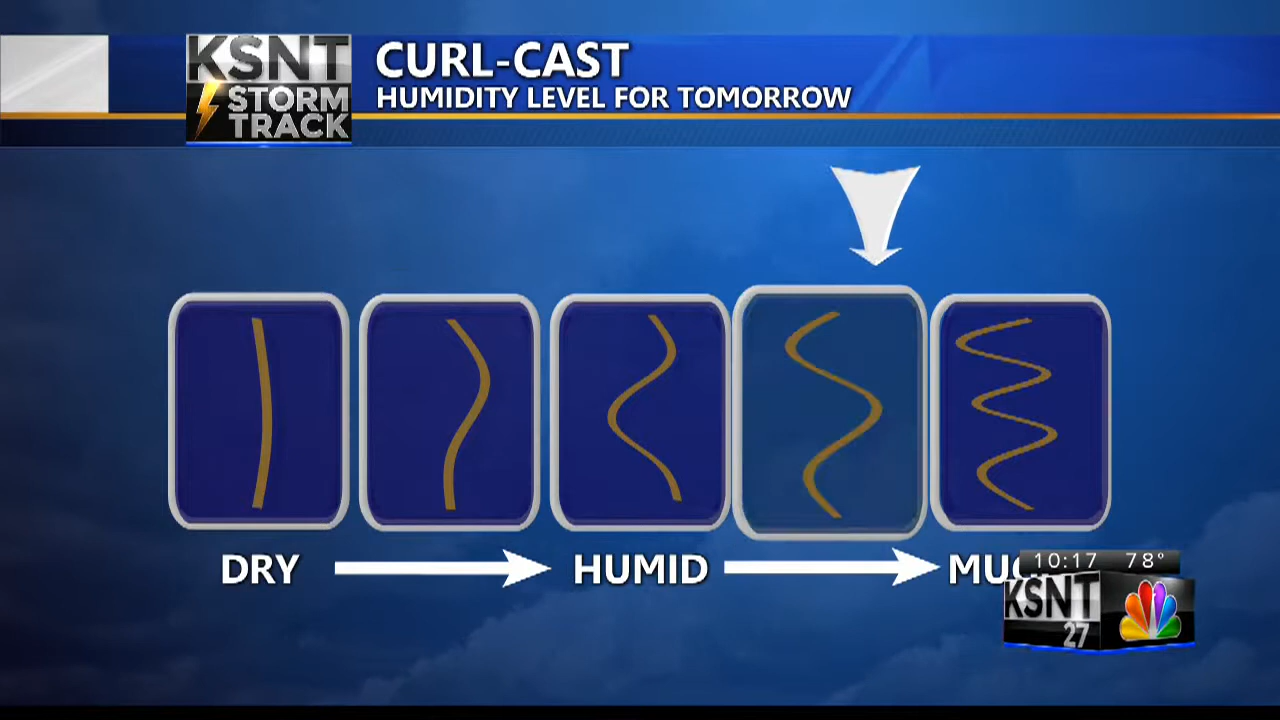 KSNT
STORM
TRACK
CURL-CAST
HUMIDITY LEVEL FOR TOMORROW
DRY
HUMID
10:17 78°
KSNT
27